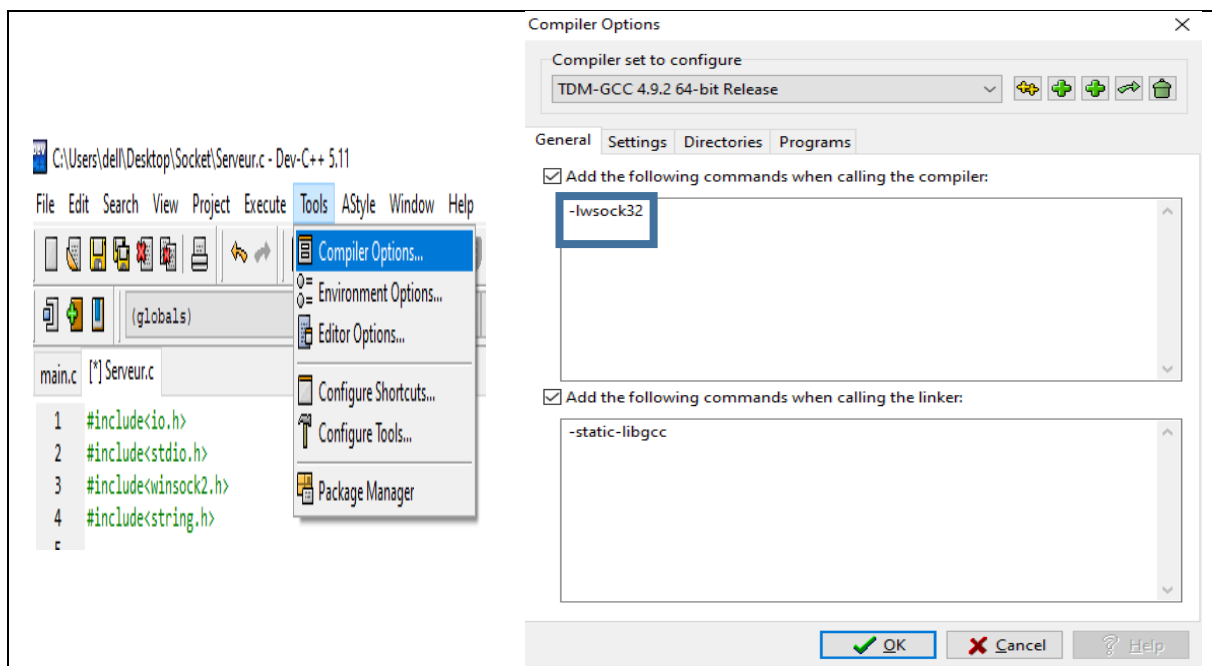 C:\Users\dell\Desktop\Socket\Serveur.c - Dev-C++ 5.11
File Edit Search View Project Execute Tools AStyle Window Help
Compiler Options...
Environment Options...
Editor Options...
Configure Shortcuts...
Configure Tools...
Package Manager
(globals)
main.c [*] Serveur.c
1 #include<io.h>
2 #include<stdio.h>
3 #include<winsock2.h>
4 #include<string.h>
Compiler Options
Compiler set to configure
TDM-GCC 4.9.2 64-bit Release
General Settings Directories Programs
Add the following commands when calling the compiler:
-lwsock32
Add the following commands when calling the linker:
-static-libgcc
OK Cancel Help